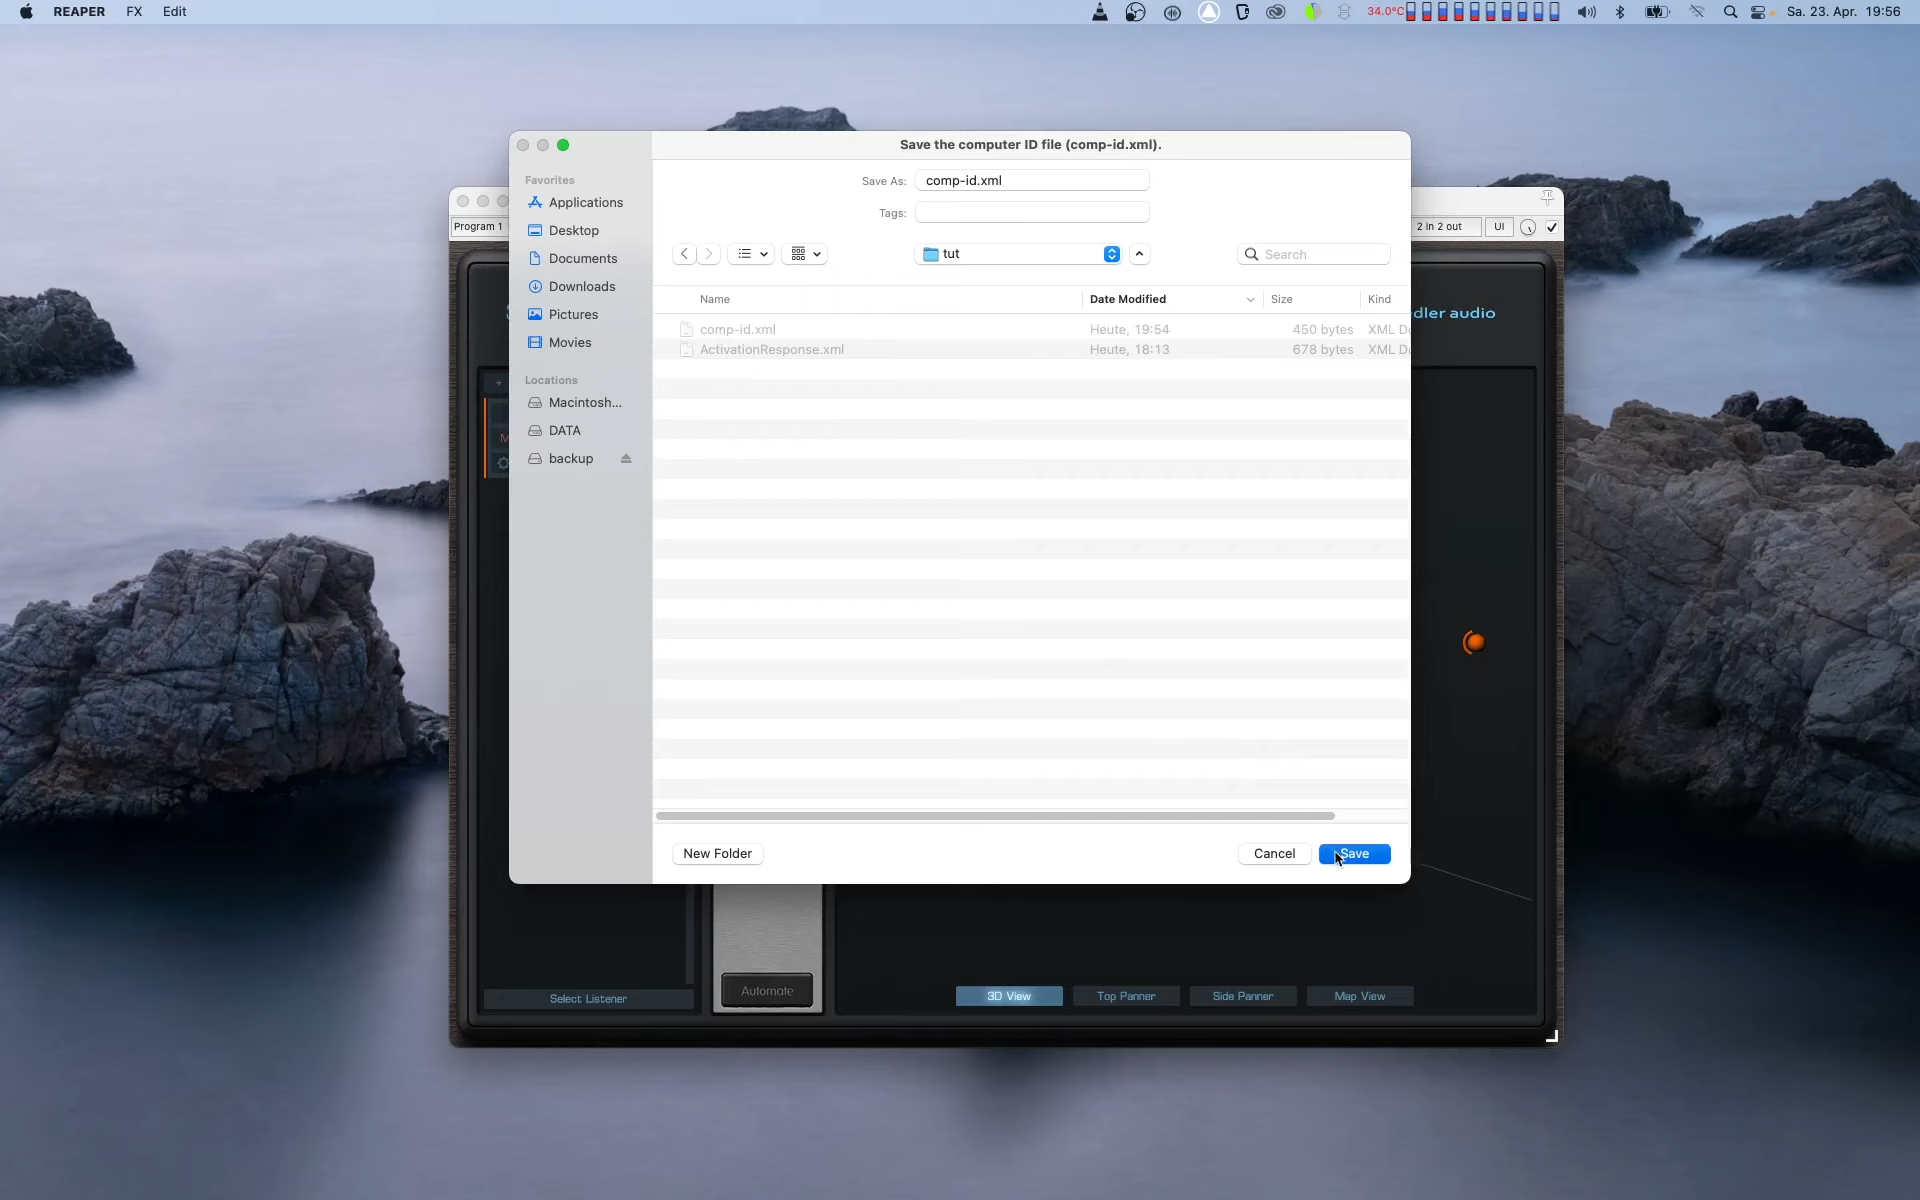 REAPER FX Edit 34.0°C Sa. 23. Apr. 19:56
Save the computer ID file (comp-id.xml).
Favorites
Applications
Desktop
Documents
Downloads
Pictures
Movies
Locations
Macintosh...
DATA
backup
Save As: comp-id.xml
Tags:
tut
Search
Name Date Modified Size Kind
comp-id.xml Heute, 19:54 450 bytes XML
ActivationResponse.xml Heute, 18:13 678 bytes XML
New Folder Cancel Save
Program 1
2 in 2 out UI
dler audio
+
M
Select Listener
Automate
3D View Top Panner Side Panner Map View